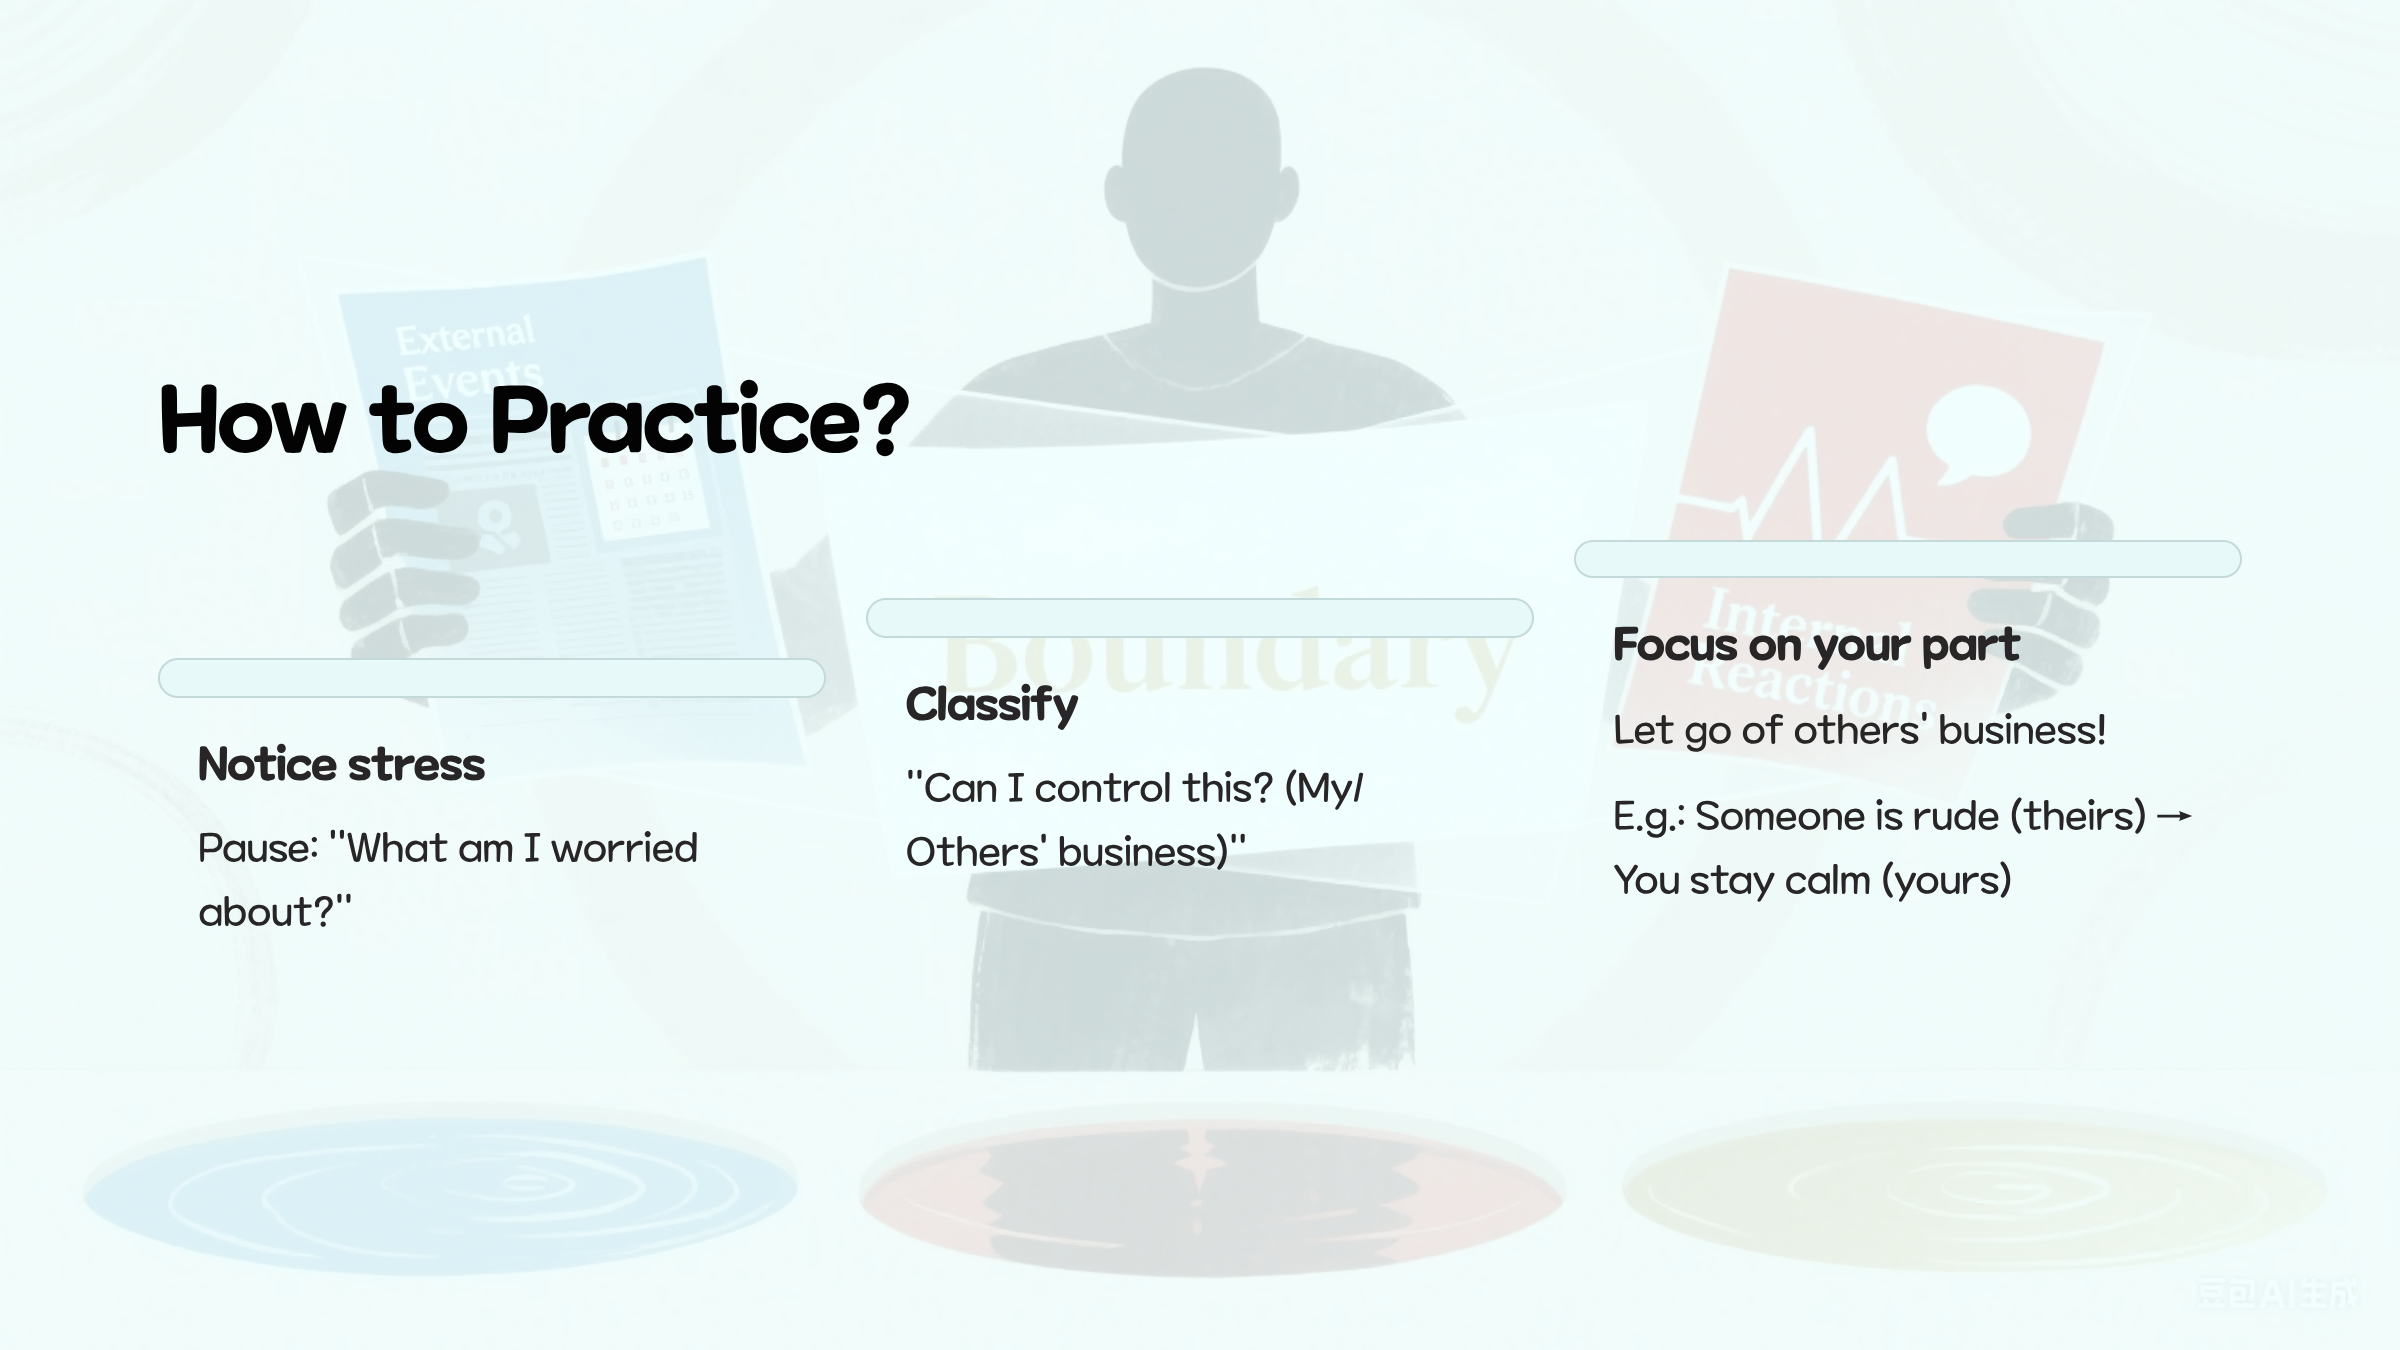 How to Practice?
Notice stress
Pause: "What am I worried
about?"
Classify
"Can I control this? (My/
Others' business)"
Focus on your part
Let go of others' business!
E.g.: Someone is rude (theirs) →
You stay calm (yours)
External
Events
Boundary
Internal
Reactions
豆包AI生成